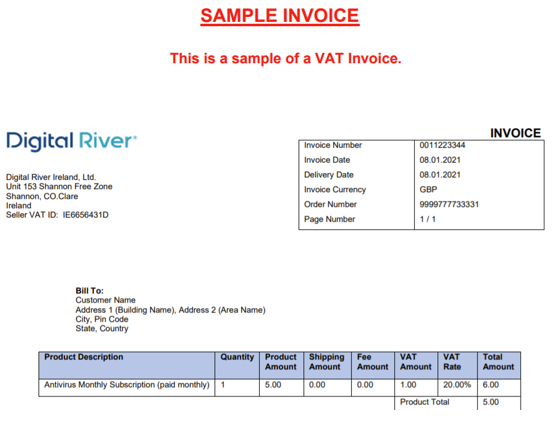 SAMPLE INVOICE
This is a sample of a VAT Invoice.
Digital River
INVOICE
Invoice Number 0011223344
Invoice Date 08.01.2021
Delivery Date 08.01.2021
Invoice Currency GBP
Order Number 9999777733331
Page Number 1 / 1
Digital River Ireland, Ltd.
Unit 153 Shannon Free Zone
Shannon, CO.Clare
Ireland
Seller VAT ID: IE6656431D
Bill To:
Customer Name
Address 1 (Building Name), Address 2 (Area Name)
City, Pin Code
State, Country
Product Description Quantity Product Amount Shipping Amount Fee Amount VAT Amount VAT Rate Total Amount
Antivirus Monthly Subscription (paid monthly) 1 5.00 0.00 0.00 1.00 20.00% 6.00
Product Total 5.00